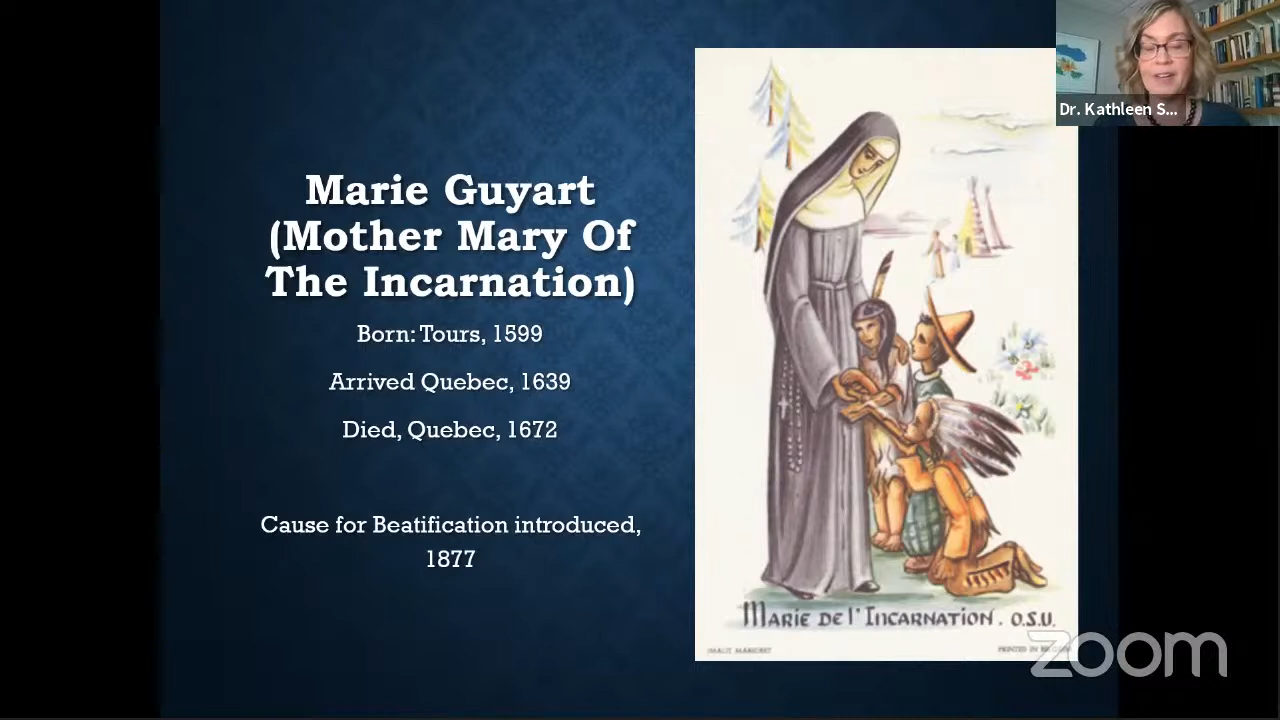 Dr. Kathleen S...
Marie Guyart
(Mother Mary Of
The Incarnation)
Born: Tours, 1599
Arrived Quebec, 1639
Died, Quebec, 1672
Cause for Beatification introduced,
1877
MARIE DE l'INCARNATION. O.S.U.
PRINTED IN
zoom